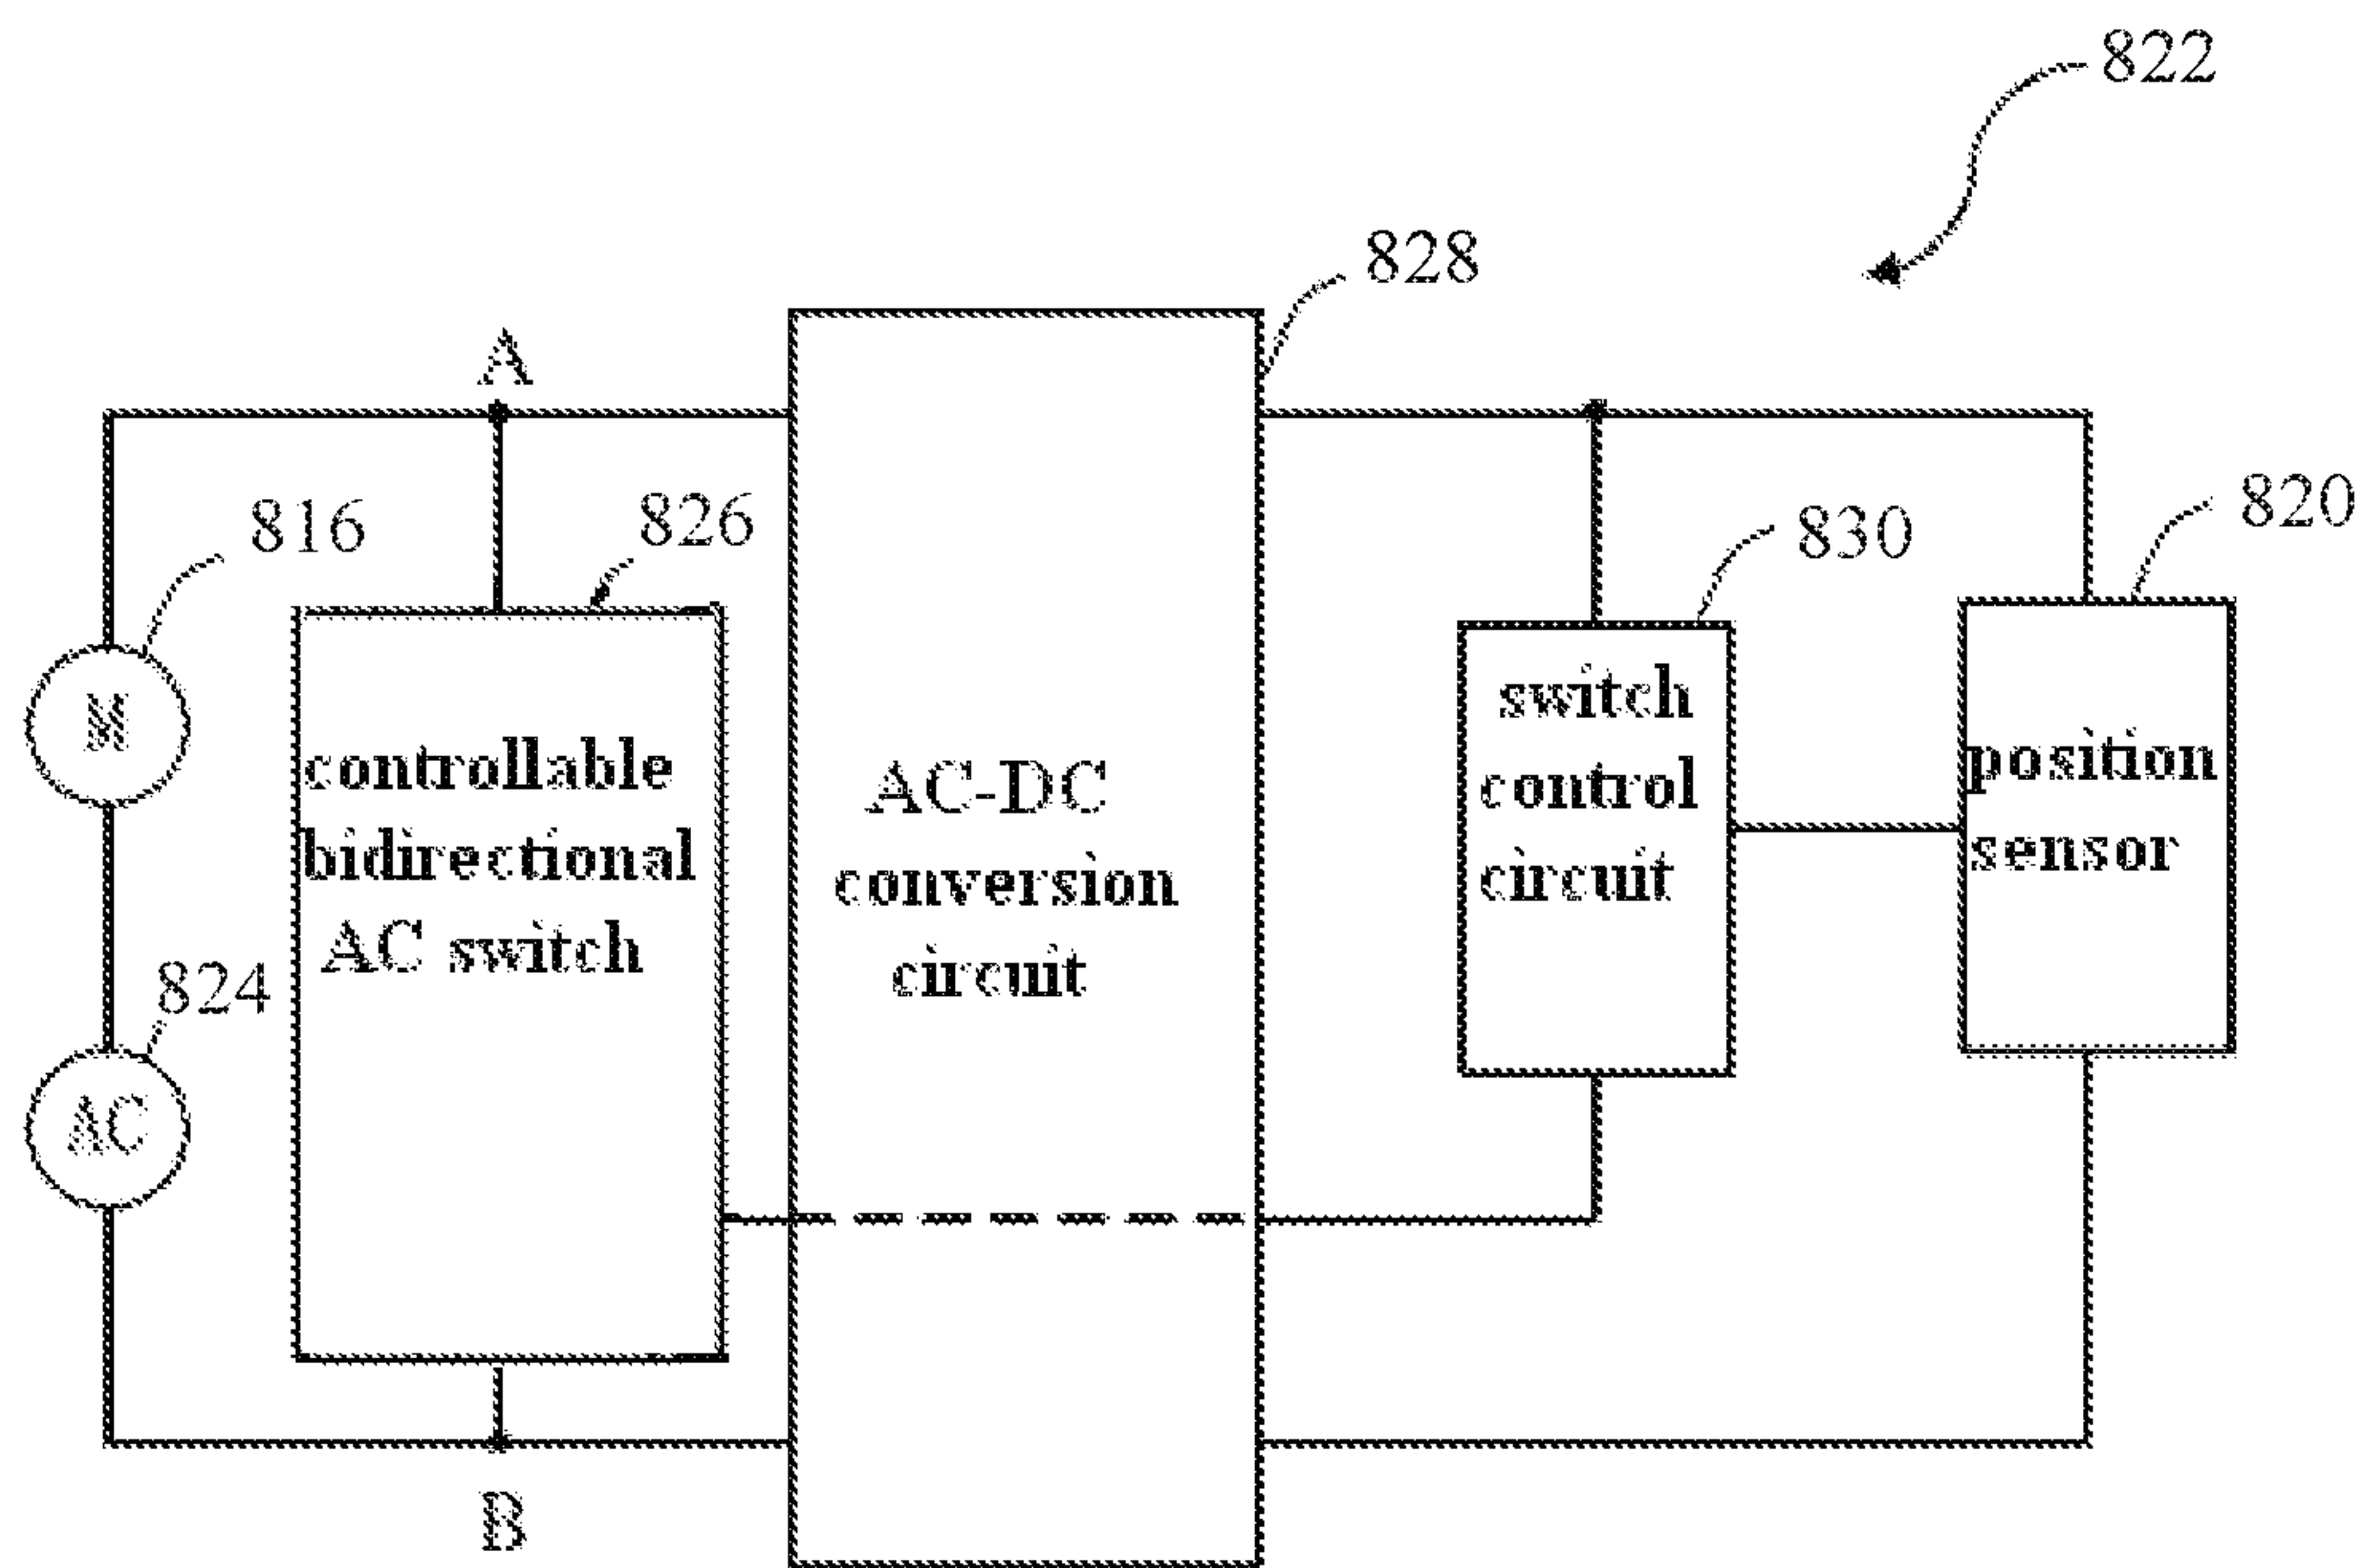 822
828
A
816
826
830
820
M
controllable
bidirectional
AC switch
AC-DC
conversion
circuit
switch
control
circuit
position
sensor
824
AC
B